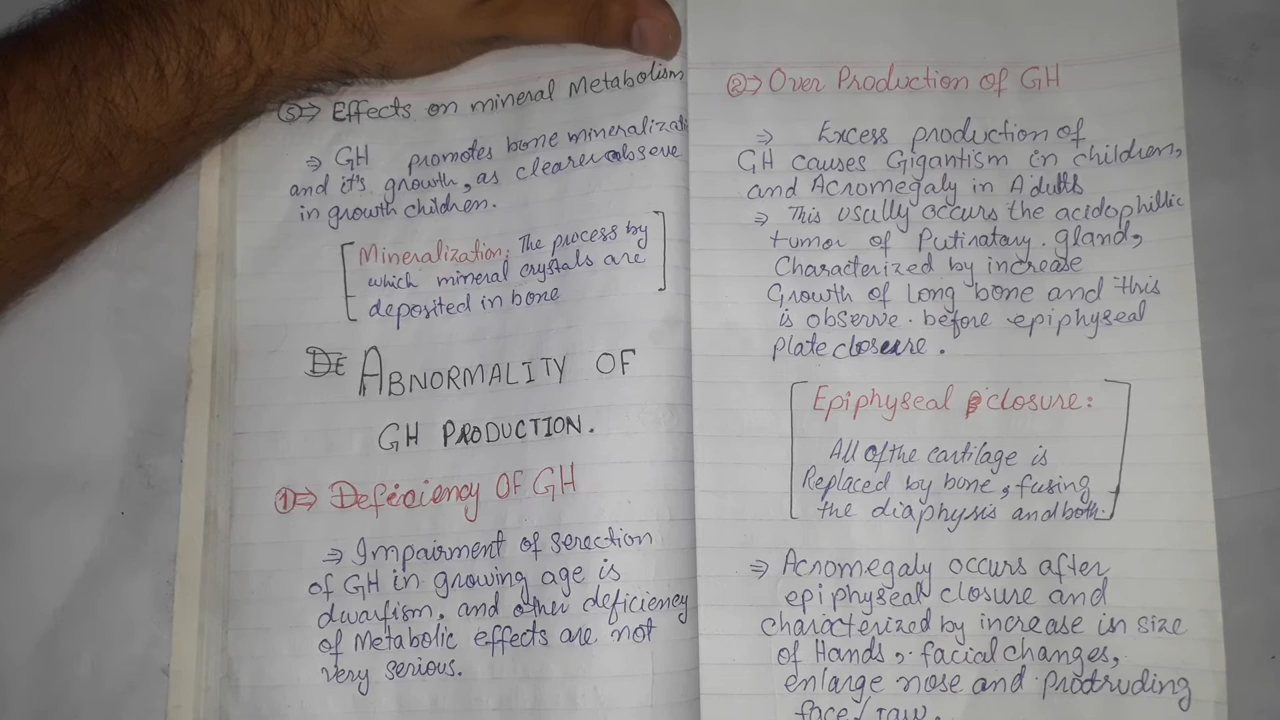 ⑤⇒ Effects on mineral Metabolism
⇒ GH promotes bone mineralizati
and it's growth, as clearer obseve
in growth children.
[Mineralization: The process by
which mineral crystals are
deposited in bone]
ABNORMALITY OF
GH PRODUCTION.
①⇒ Deficiency OF GH
⇒ Impairment of serection
of GH in growing age is
dwarfism, and other deficiency
of Metabolic effects are not
very serious.
②⇒ Over Production of GH
⇒ Excess production of
GH causes Gigantism in children,
and Acromegaly in Adults
⇒ This usally occurs the acidophillic
tumor of Putinatary gland,
Characterized by increase
Growth of Long bone and this
is observe. before epiphyseal
plate closure.
[Epiphyseal closure:
All of the cartilage is
Replaced by bone, fusing
the diaphysis and both.]
⇒ Acromegaly occurs after
epiphyseal closure and
characterized by increase in size
of Hands, facial changes,
enlarge nose and protruding
face/Jaw.